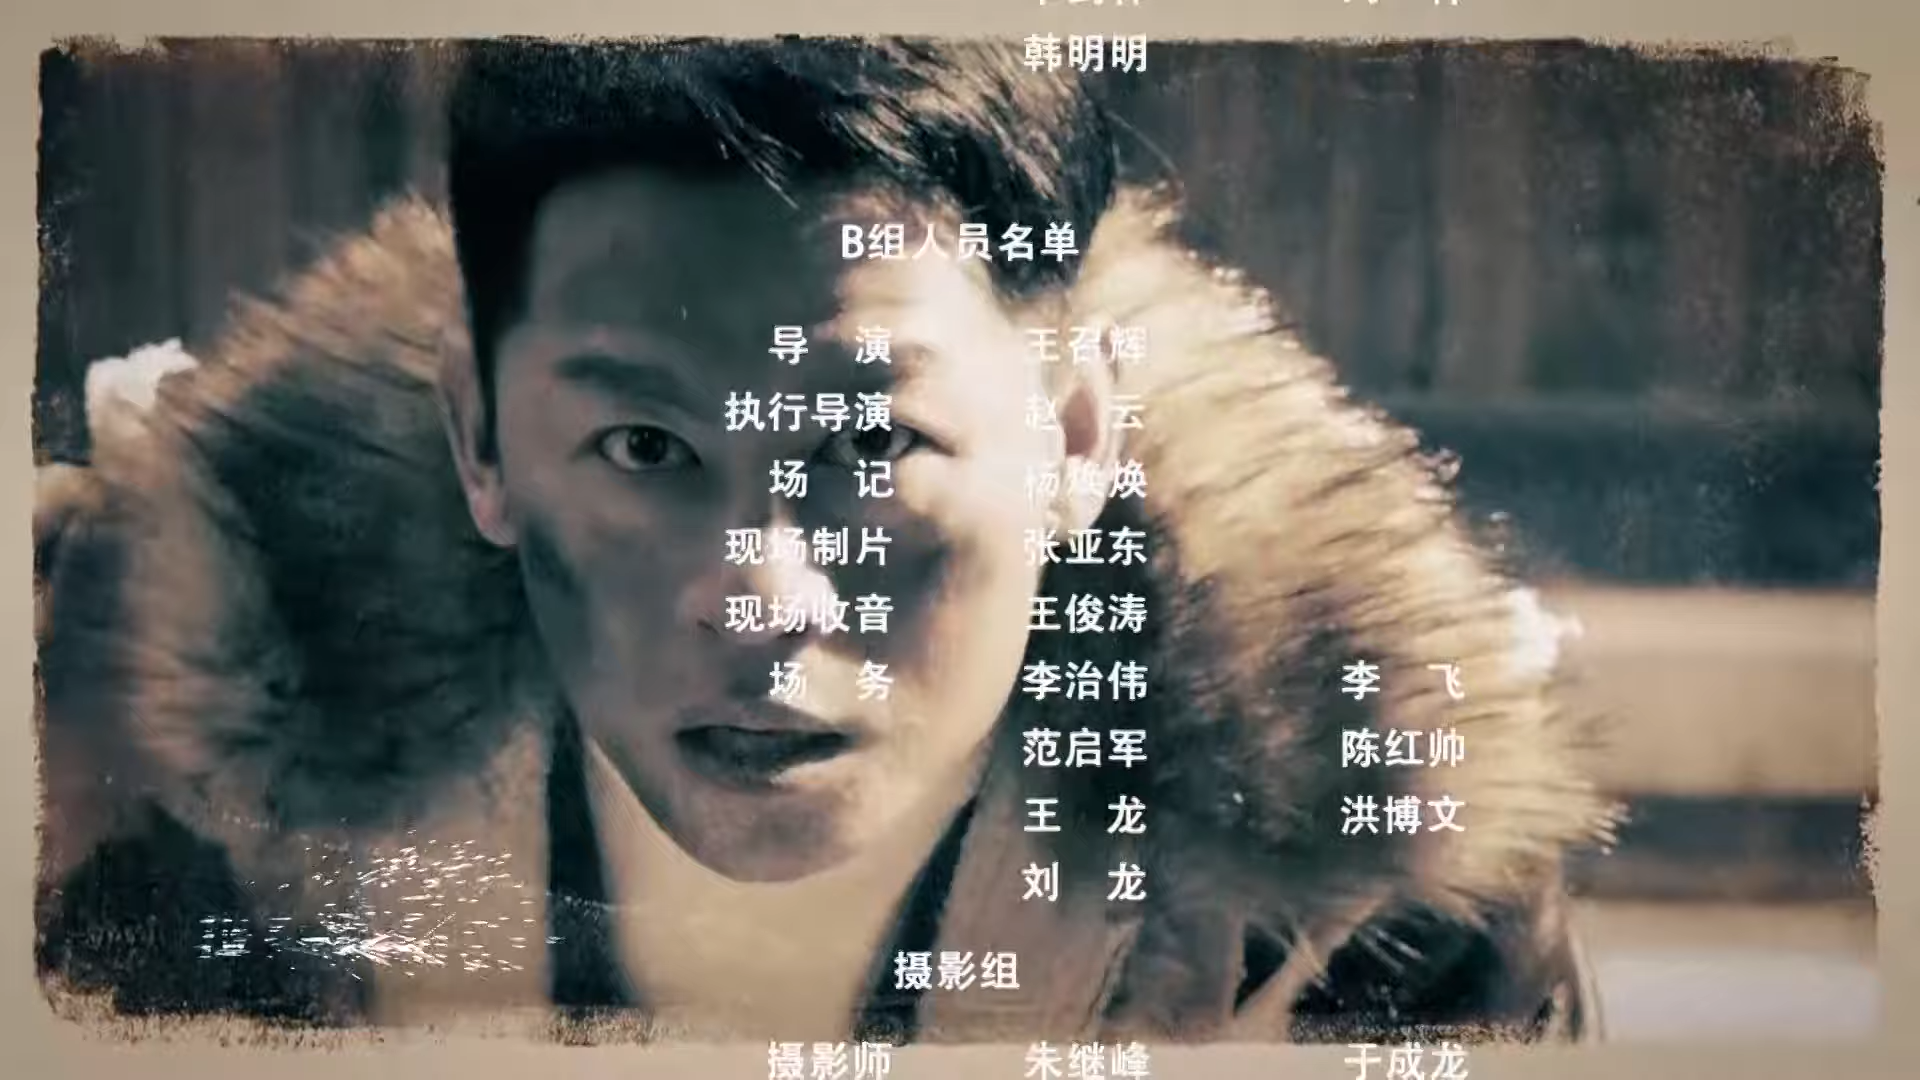 韩明明
B组人员名单
导 演 王召辉
执行导演 赵 云
场 记 杨焕焕
现场制片 张亚东
现场收音 王俊涛
场 务 李治伟 李 飞
范启军 陈红帅
王 龙 洪博文
刘 龙
摄影组
摄影师 朱继峰 于成龙